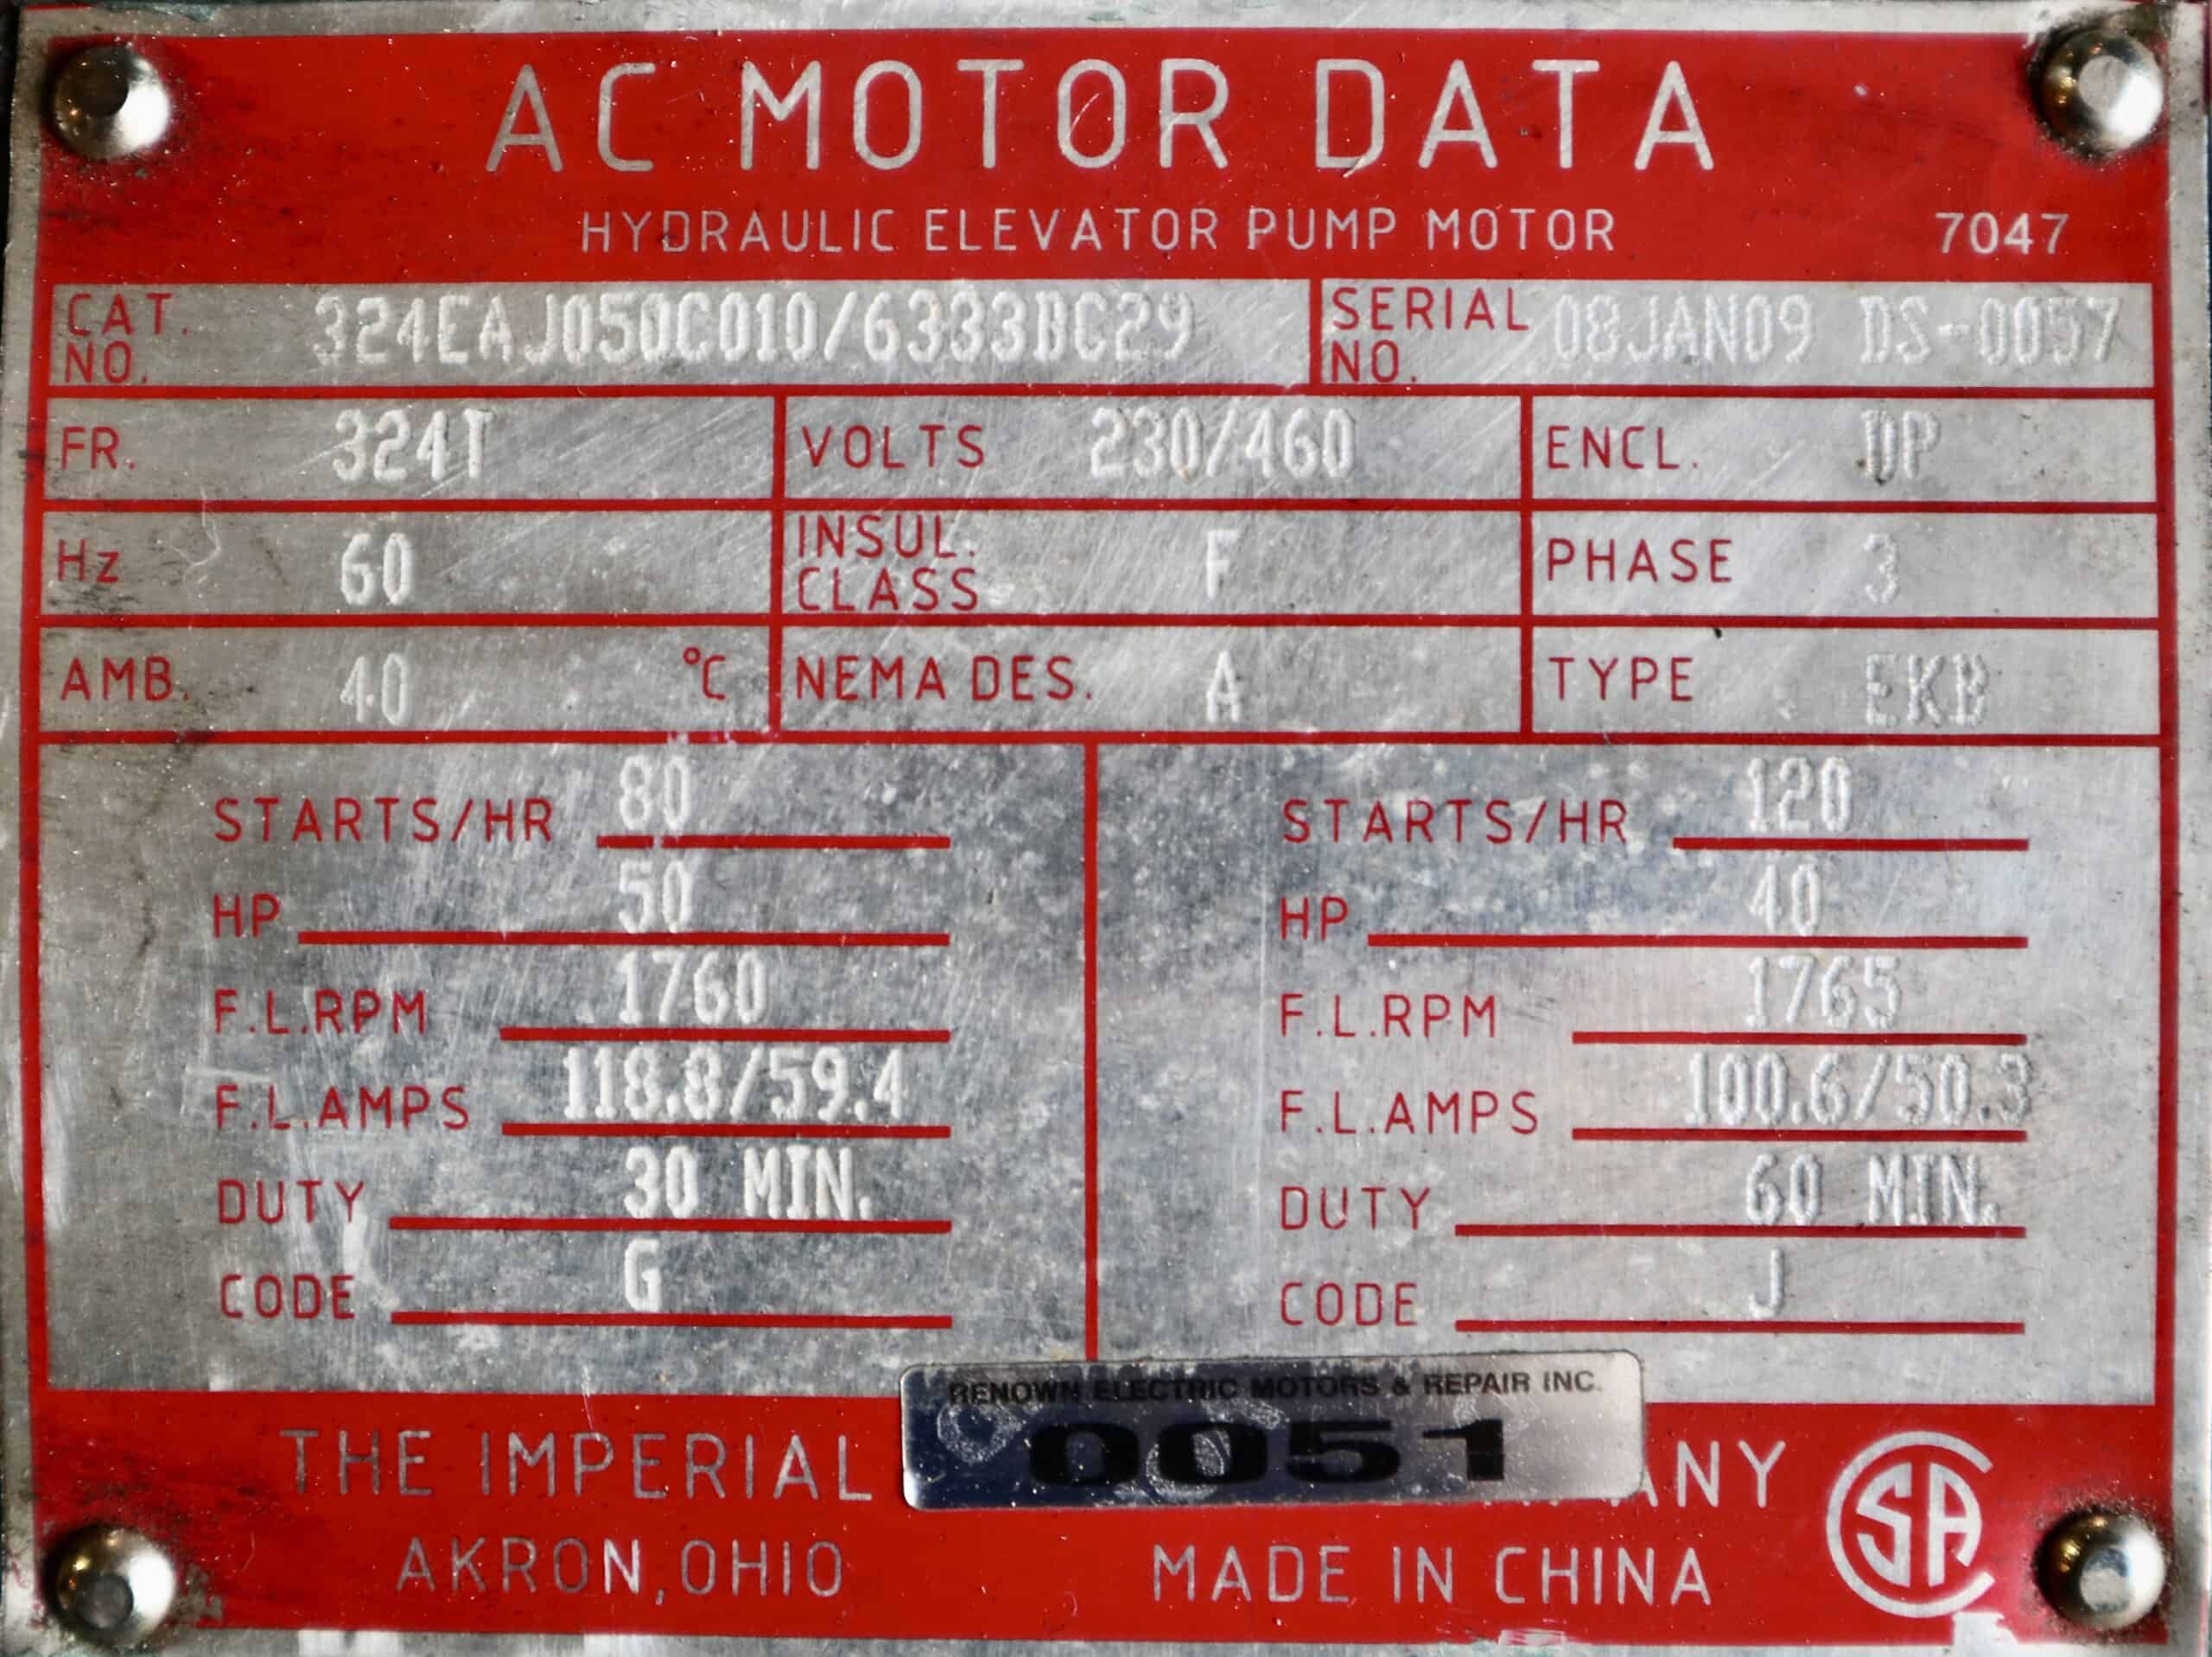 AC MOTOR DATA
HYDRAULIC ELEVATOR PUMP MOTOR 7047
CAT. NO. 324EAJ050C010/6333BC29 SERIAL NO. 08JAN09 DS-0057
FR. 324T VOLTS 230/460 ENCL. DP
Hz 60 INSUL. CLASS F PHASE 3
AMB. 40 °C NEMA DES. A TYPE EKB
STARTS/HR 80
HP 50
F.L.RPM 1760
F.L.AMPS 118.8/59.4
DUTY 30 MIN.
CODE G
STARTS/HR 120
HP 40
F.L.RPM 1765
F.L.AMPS 100.6/50.3
DUTY 60 MIN.
CODE J
RENOWN ELECTRIC MOTORS & REPAIR INC.
0051
THE IMPERIAL
AKRON, OHIO MADE IN CHINA